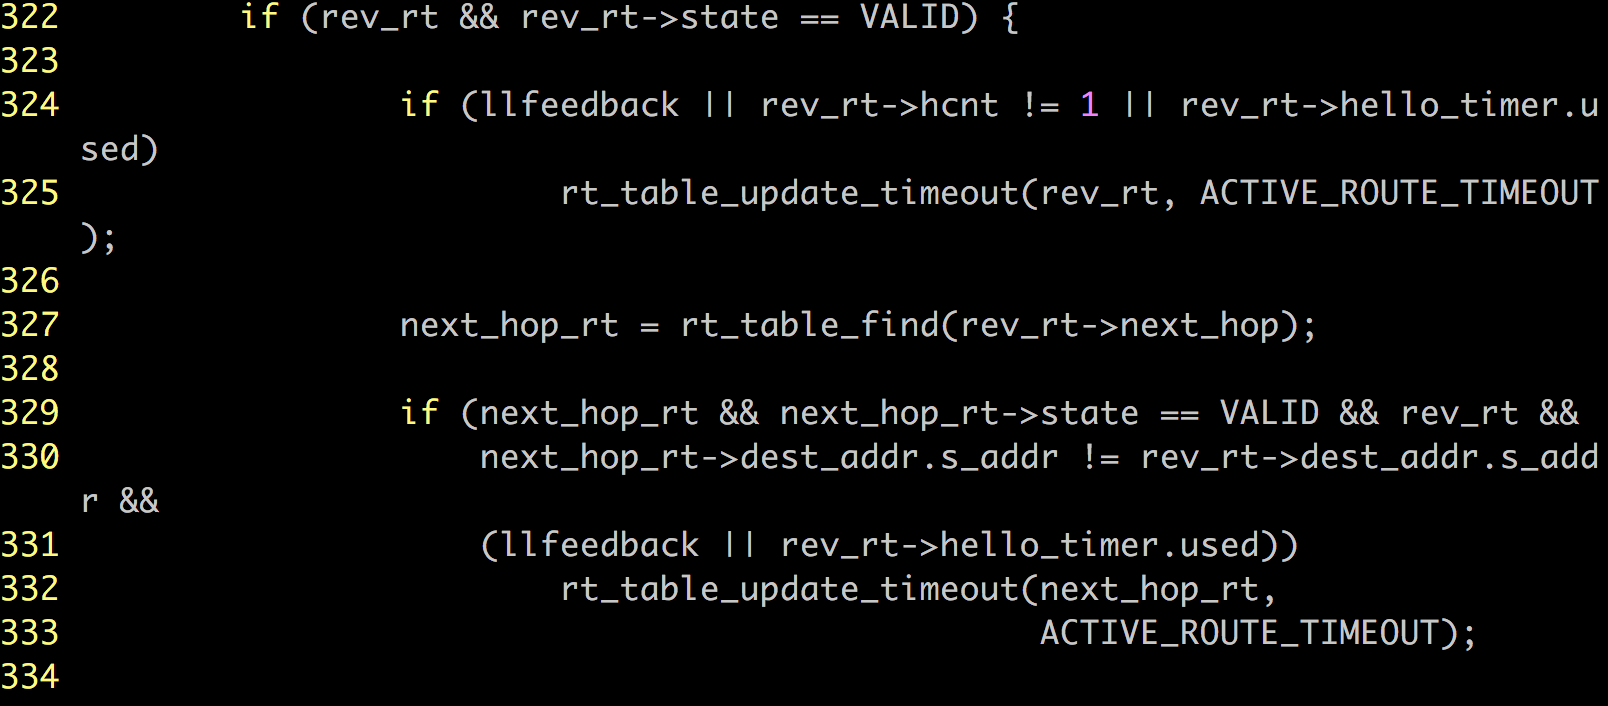 322         if (rev_rt && rev_rt->state == VALID) {
323
324                 if (llfeedback || rev_rt->hcnt != 1 || rev_rt->hello_timer.u
    sed)
325                         rt_table_update_timeout(rev_rt, ACTIVE_ROUTE_TIMEOUT
    );
326
327                 next_hop_rt = rt_table_find(rev_rt->next_hop);
328
329                 if (next_hop_rt && next_hop_rt->state == VALID && rev_rt &&
330                     next_hop_rt->dest_addr.s_addr != rev_rt->dest_addr.s_add
    r &&
331                     (llfeedback || rev_rt->hello_timer.used))
332                         rt_table_update_timeout(next_hop_rt,
333                                                 ACTIVE_ROUTE_TIMEOUT);
334